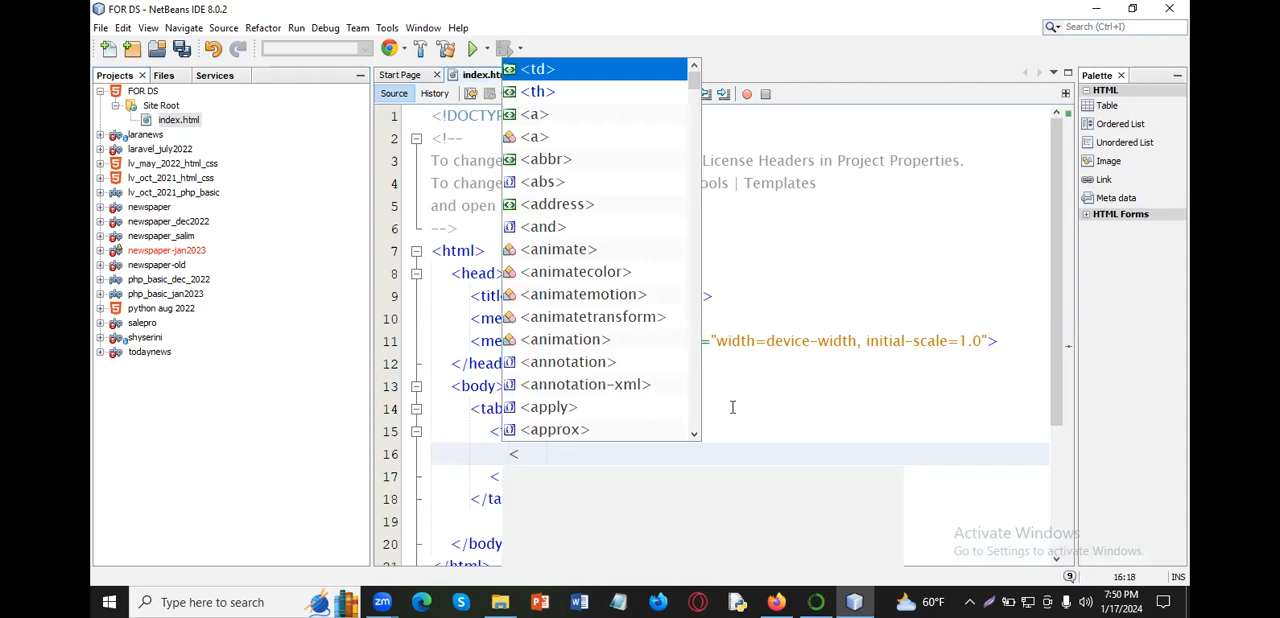 FOR DS - NetBeans IDE 8.0.2
File Edit View Navigate Source Refactor Run Debug Team Tools Window Help
Search (Ctrl+I)
Projects Files Services
FOR DS
Site Root
index.html
laranews
laravel_july2022
lv_may_2022_html_css
lv_oct_2021_html_css
lv_oct_2021_php_basic
newspaper
newspaper_dec2022
newspaper_salim
newspaper-jan2023
newspaper-old
php_basic_dec_2022
php_basic_jan2023
python aug 2022
salepro
shyserini
todaynews
Start Page index.ht
Source History
1 <!DOCTYP
2 <!--
3 To change License Headers in Project Properties.
4 To change ools | Templates
5 and open
6 -->
7 <html>
8 <head>
9 <title >
10 <me
11 <me ="width=device-width, initial-scale=1.0">
12 </head
13 <body>
14 <tab
15 <
16 <
17 <
18 </ta
19
20 </body
21 </html>
<td>
<th>
<a>
<a>
<abbr>
<abs>
<address>
<and>
<animate>
<animatecolor>
<animatemotion>
<animatetransform>
<animation>
<annotation>
<annotation-xml>
<apply>
<approx>
Palette
HTML
Table
Ordered List
Unordered List
Image
Link
Meta data
HTML Forms
Activate Windows
Go to Settings to activate Windows.
9 16:18 INS
Type here to search
60°F
7:50 PM
1/17/2024